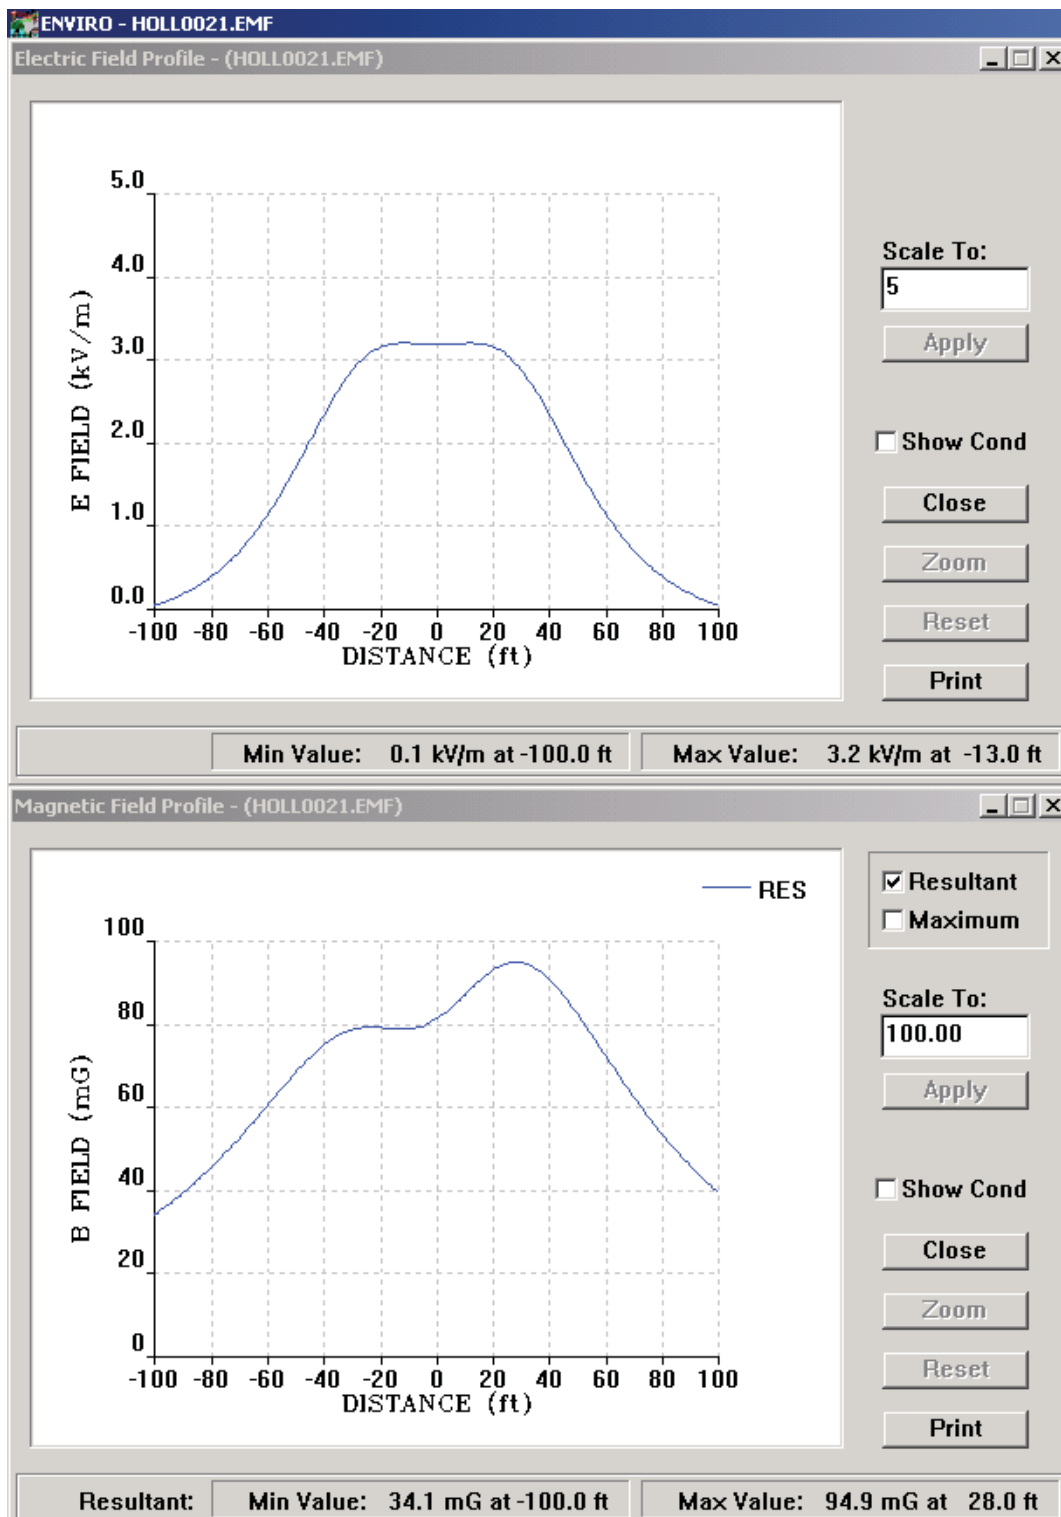 ENVIRO - HOLL0021.EMF
Electric Field Profile - (HOLL0021.EMF)
5.0
4.0
3.0
2.0
1.0
0.0
E FIELD (kV/m)
-100 -80 -60 -40 -20 0 20 40 60 80 100
DISTANCE (ft)
Scale To:
5
Apply
Show Cond
Close
Zoom
Reset
Print
Min Value: 0.1 kV/m at -100.0 ft Max Value: 3.2 kV/m at -13.0 ft
Magnetic Field Profile - (HOLL0021.EMF)
RES
100
80
60
40
20
0
B FIELD (mG)
-100 -80 -60 -40 -20 0 20 40 60 80 100
DISTANCE (ft)
Resultant
Maximum
Scale To:
100.00
Apply
Show Cond
Close
Zoom
Reset
Print
Resultant: Min Value: 34.1 mG at -100.0 ft Max Value: 94.9 mG at 28.0 ft